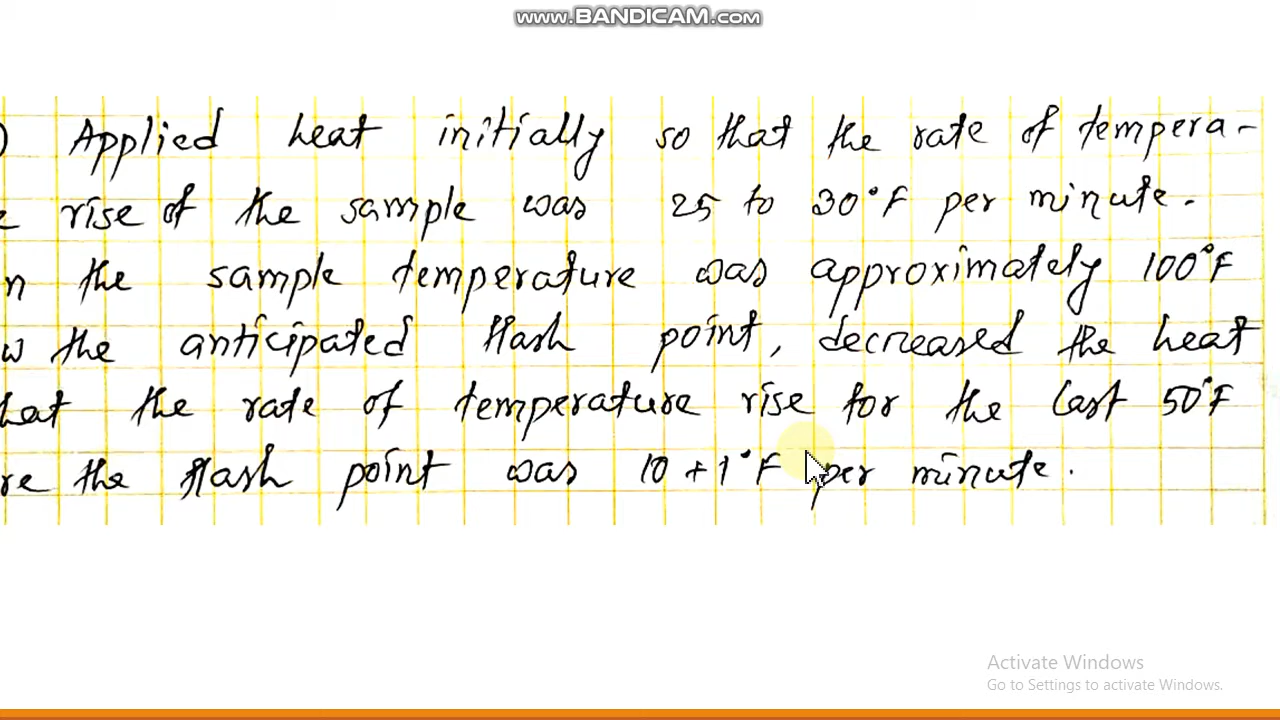 www.BANDICAM.com
) Applied heat initially so that the rate of tempera-
e rise of the sample was 25 to 30°F per minute.
n the sample temperature was approximately 100°F
w the anticipated flash point, decreased the heat
hat the rate of temperature rise for the last 50°F
re the flash point was 10 + 1°F per minute.
Activate Windows
Go to Settings to activate Windows.